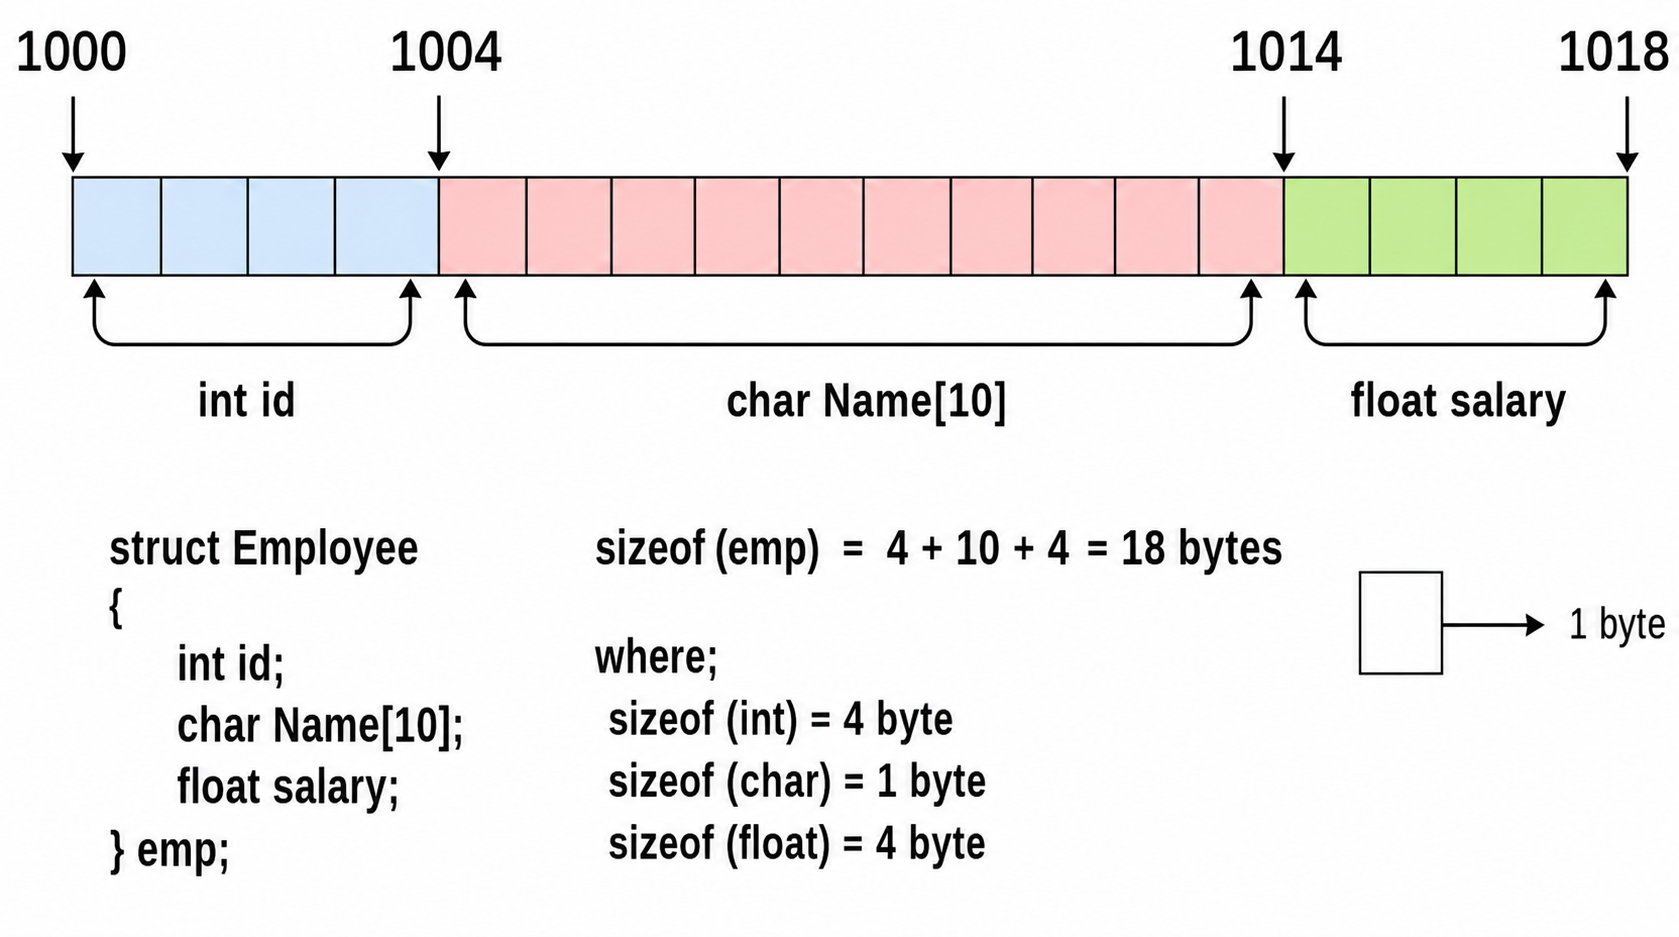 1000 1004 1014 1018
int id char Name[10] float salary
struct Employee
{
int id;
char Name[10];
float salary;
} emp;
sizeof (emp) = 4 + 10 + 4 = 18 bytes
where;
sizeof (int) = 4 byte
sizeof (char) = 1 byte
sizeof (float) = 4 byte
1 byte